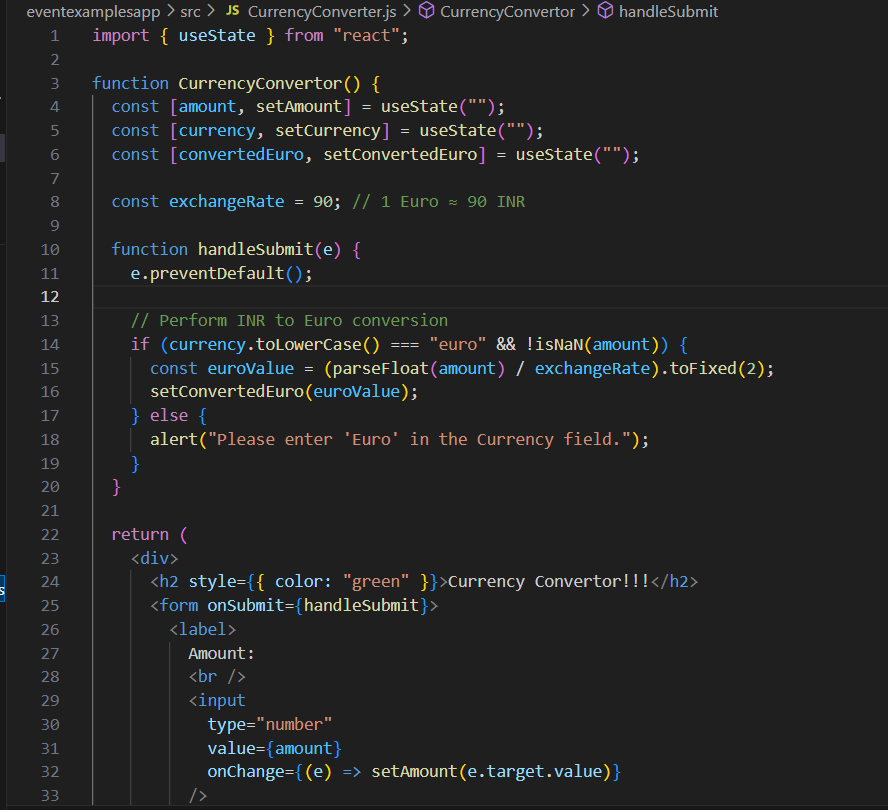 eventexamplesapp > src > JS CurrencyConverter.js > CurrencyConvertor > handleSubmit
1 import { useState } from "react";
2
3 function CurrencyConvertor() {
4   const [amount, setAmount] = useState("");
5   const [currency, setCurrency] = useState("");
6   const [convertedEuro, setConvertedEuro] = useState("");
7
8   const exchangeRate = 90; // 1 Euro ≈ 90 INR
9
10   function handleSubmit(e) {
11     e.preventDefault();
12
13     // Perform INR to Euro conversion
14     if (currency.toLowerCase() === "euro" && !isNaN(amount)) {
15       const euroValue = (parseFloat(amount) / exchangeRate).toFixed(2);
16       setConvertedEuro(euroValue);
17     } else {
18       alert("Please enter 'Euro' in the Currency field.");
19     }
20   }
21
22   return (
23     <div>
24       <h2 style={{ color: "green" }}>Currency Convertor!!!</h2>
25       <form onSubmit={handleSubmit}>
26         <label>
27           Amount:
28           <br />
29           <input
30             type="number"
31             value={amount}
32             onChange={(e) => setAmount(e.target.value)}
33           />